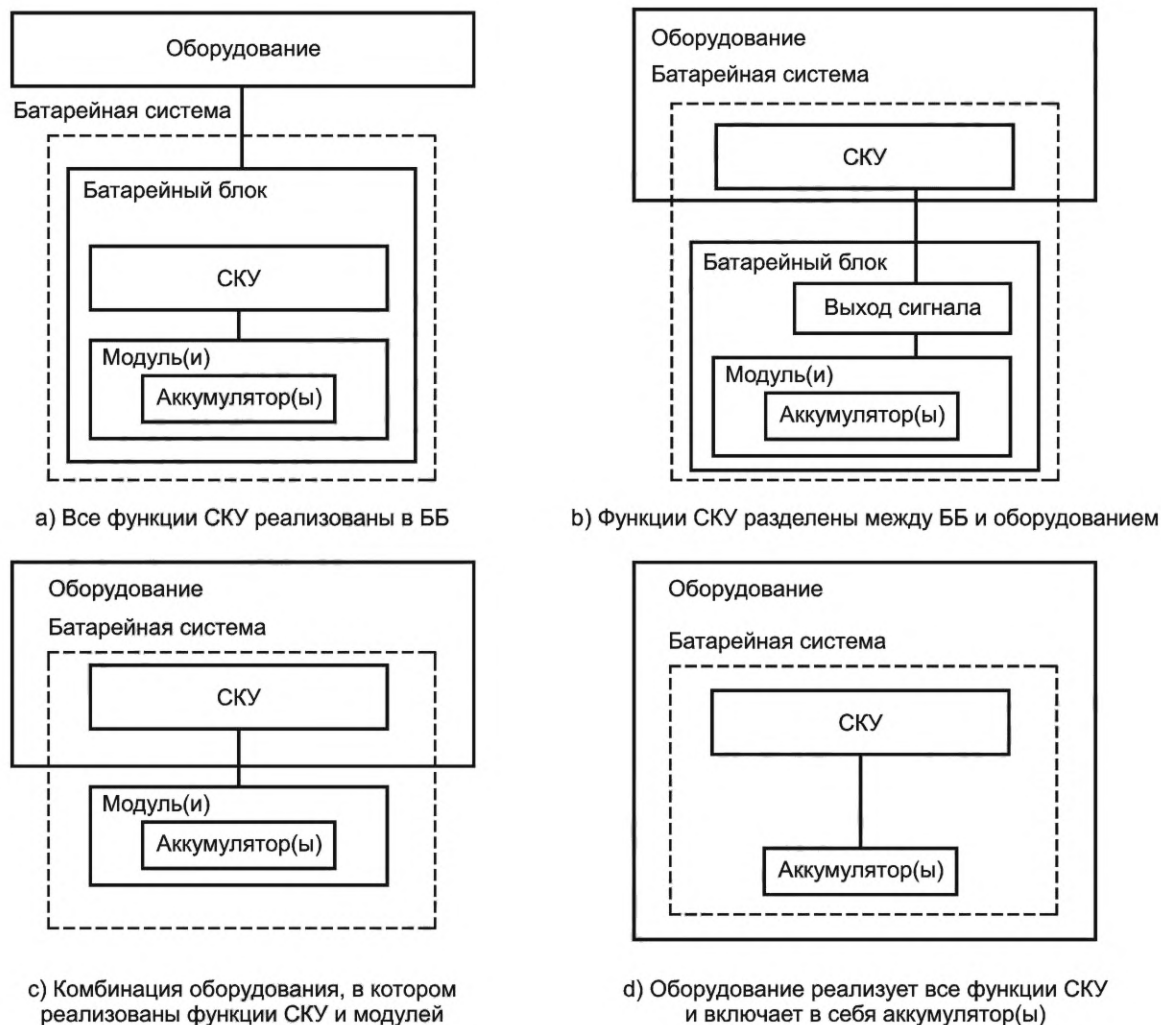 Оборудование
Батарейная система
Батарейный блок
СКУ
Модуль(и)
Аккумулятор(ы)
а) Все функции СКУ реализованы в ББ
Оборудование
Батарейная система
СКУ
Батарейный блок
Выход сигнала
Модуль(и)
Аккумулятор(ы)
b) Функции СКУ разделены между ББ и оборудованием
Оборудование
Батарейная система
СКУ
Модуль(и)
Аккумулятор(ы)
c) Комбинация оборудования, в котором
реализованы функции СКУ и модулей
Оборудование
Батарейная система
СКУ
Аккумулятор(ы)
d) Оборудование реализует все функции СКУ
и включает в себя аккумулятор(ы)